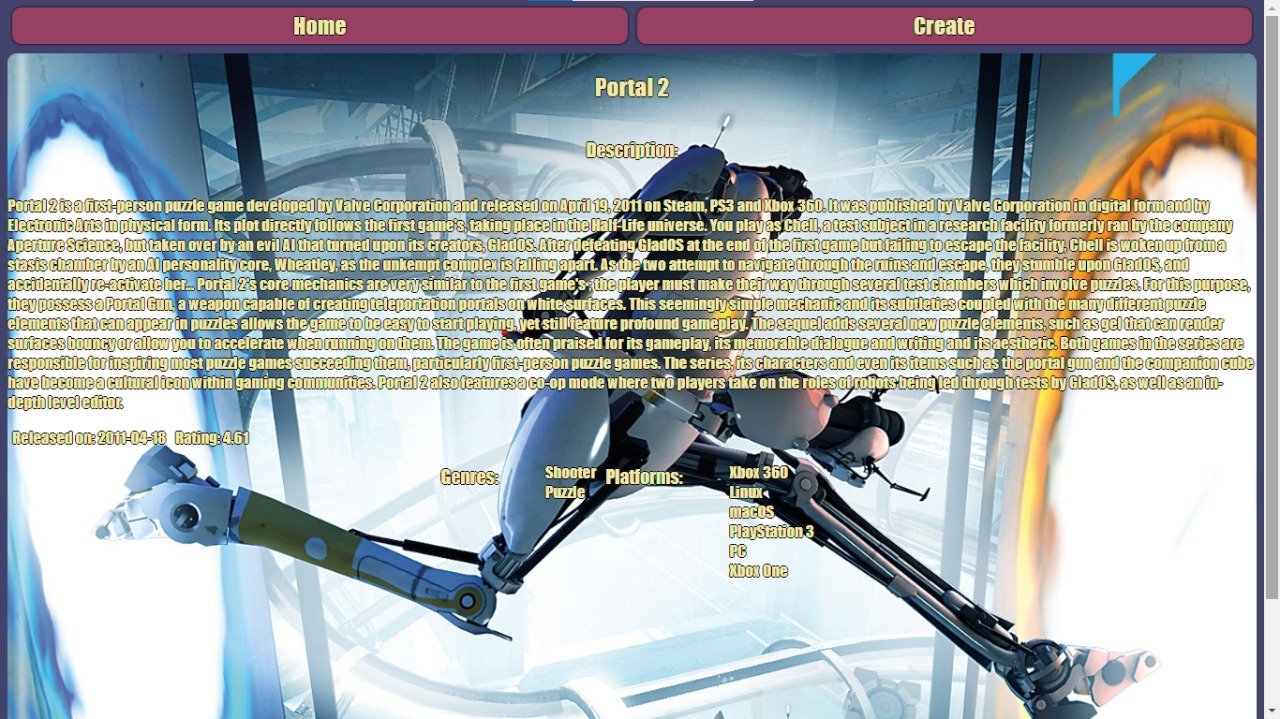 Home
Create
Portal 2
Description:
Portal 2 is a first-person puzzle game developed by Valve Corporation and released on April 19, 2011 on Steam, PS3 and Xbox 360. It was published by Valve Corporation in digital form and by
Electronic Arts in physical form. Its plot directly follows the first game's, taking place in the Half-Life universe. You play as Chell, a test subject in a research facility formerly ran by the company
Aperture Science, but taken over by an evil AI that turned upon its creators, GladOS. After defeating GladOS at the end of the first game but failing to escape the facility, Chell is woken up from a
stasis chamber by an AI personality core, Wheatley, as the unkempt complex is falling apart. As the two attempt to navigate through the ruins and escape, they stumble upon GladOS, and
accidentally re-activate her... Portal 2's core mechanics are very similar to the first game's ; the player must make their way through several test chambers which involve puzzles. For this purpose,
they possess a Portal Gun, a weapon capable of creating teleportation portals on white surfaces. This seemingly simple mechanic and its subtleties coupled with the many different puzzle
elements that can appear in puzzles allows the game to be easy to start playing, yet still feature profound gameplay. The sequel adds several new puzzle elements, such as gel that can render
surfaces bouncy or allow you to accelerate when running on them. The game is often praised for its gameplay, its memorable dialogue and writing and its aesthetic. Both games in the series are
responsible for inspiring most puzzle games succeeding them, particularly first-person puzzle games. The series, its characters and even its items such as the portal gun and the companion cube
have become a cultural icon within gaming communities. Portal 2 also features a co-op mode where two players take on the roles of robots being led through tests by GladOS, as well as an in-
depth level editor.
Released on: 2011-04-18 Rating: 4.61
Genres:
Shooter
Puzzle
Platforms:
Xbox 360
Linux
macOS
PlayStation 3
PC
Xbox One